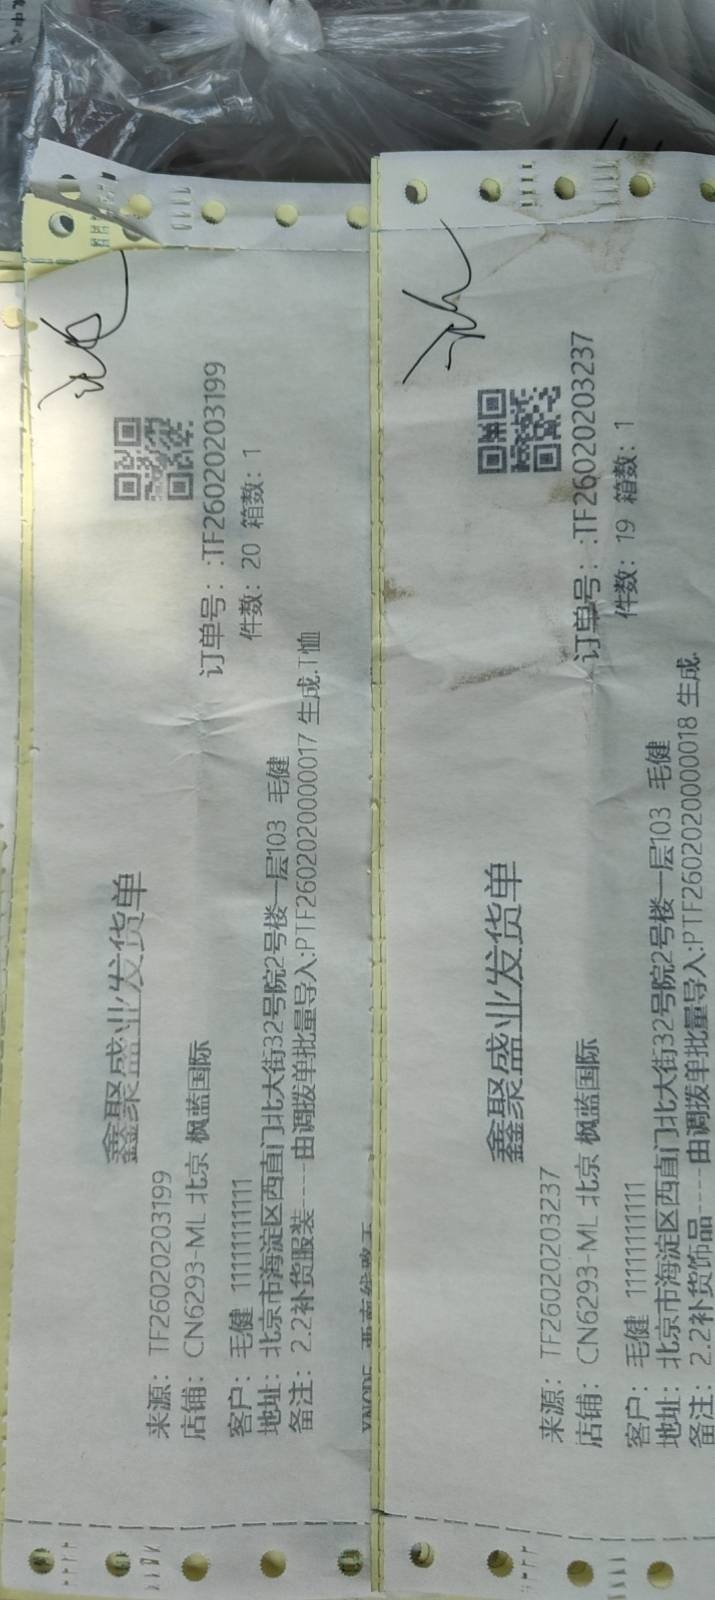 鑫聚盛业发货单
来源：TF26020203199
店铺：CN6293-ML 北京 枫蓝国际
订单号：:TF26020203199
客户：毛健 11111111111
件数：20 箱数：1
地址：北京市海淀区西直门北大街32号院2号楼一层103 毛健
备注：2.2补货服装----由调拨单批量导入:PTF2602020000017 生成.T恤
鑫聚盛业发货单
来源：TF26020203237
店铺：CN6293-ML 北京 枫蓝国际
订单号：:TF26020203237
客户：毛健 11111111111
件数：19 箱数：1
地址：北京市海淀区西直门北大街32号院2号楼一层103 毛健
备注：2.2补货饰品----由调拨单批量导入:PTF2602020000018 生成.